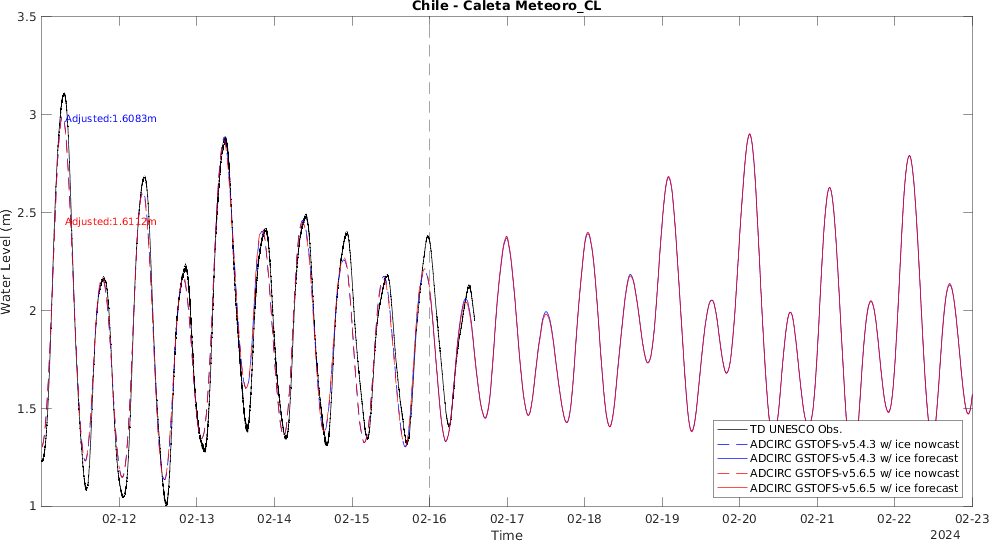 Chile - Caleta Meteoro_CL
3.5
3
2.5
2
1.5
1
Water Level (m)
Adjusted:1.6083m
Adjusted:1.6112m
TD UNESCO Obs.
ADCIRC GSTOFS-v5.4.3 w/ ice nowcast
ADCIRC GSTOFS-v5.4.3 w/ ice forecast
ADCIRC GSTOFS-v5.6.5 w/ ice nowcast
ADCIRC GSTOFS-v5.6.5 w/ ice forecast
02-12 02-13 02-14 02-15 02-16 02-17 02-18 02-19 02-20 02-21 02-22 02-23
Time
2024